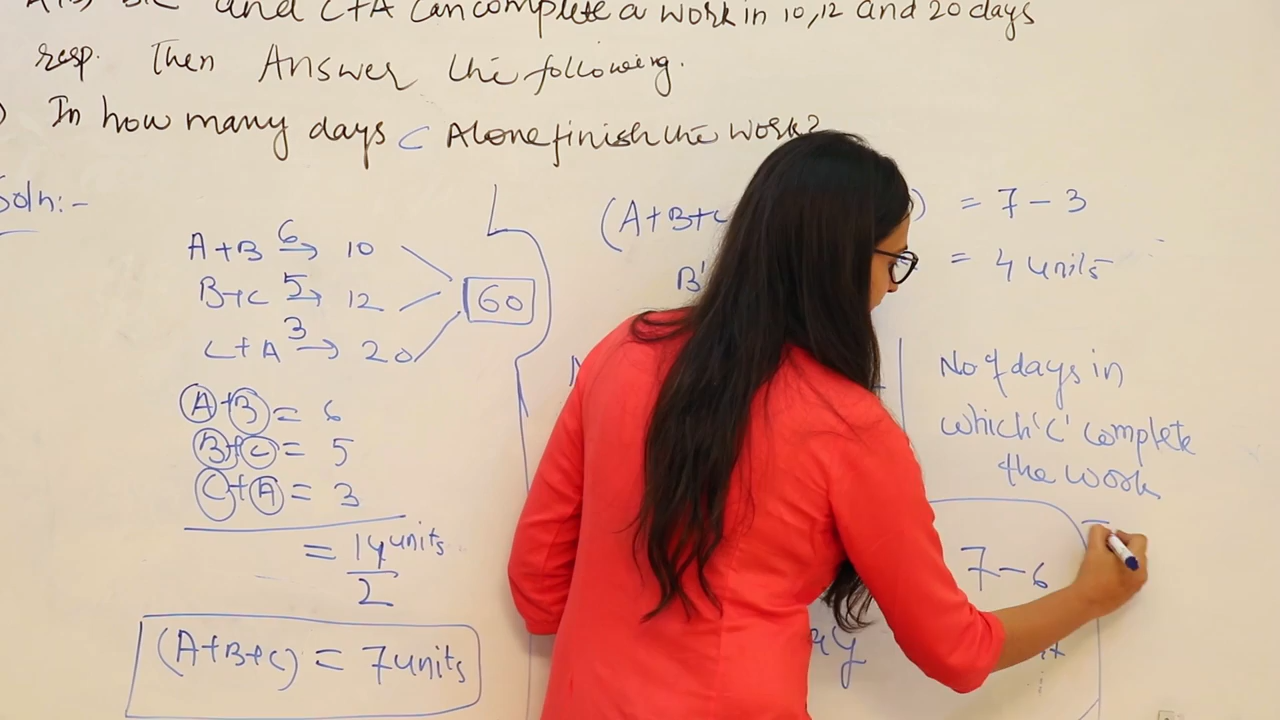 and C+A can complete a work in 10, 12 and 20 days
resp. Then Answer the following.
) In how many days C Alone finish the work?
Soln:-
A+B 6→ 10
B+C 5→ 12
C+A 3→ 20
60
A+B = 6
B+C = 5
C+A = 3
= 14 units
2
(A+B+C) = 7 units
(A+B+C ) = 7 - 3
B' = 4 units
No of days in
which 'C' complete
the work
7 - 6